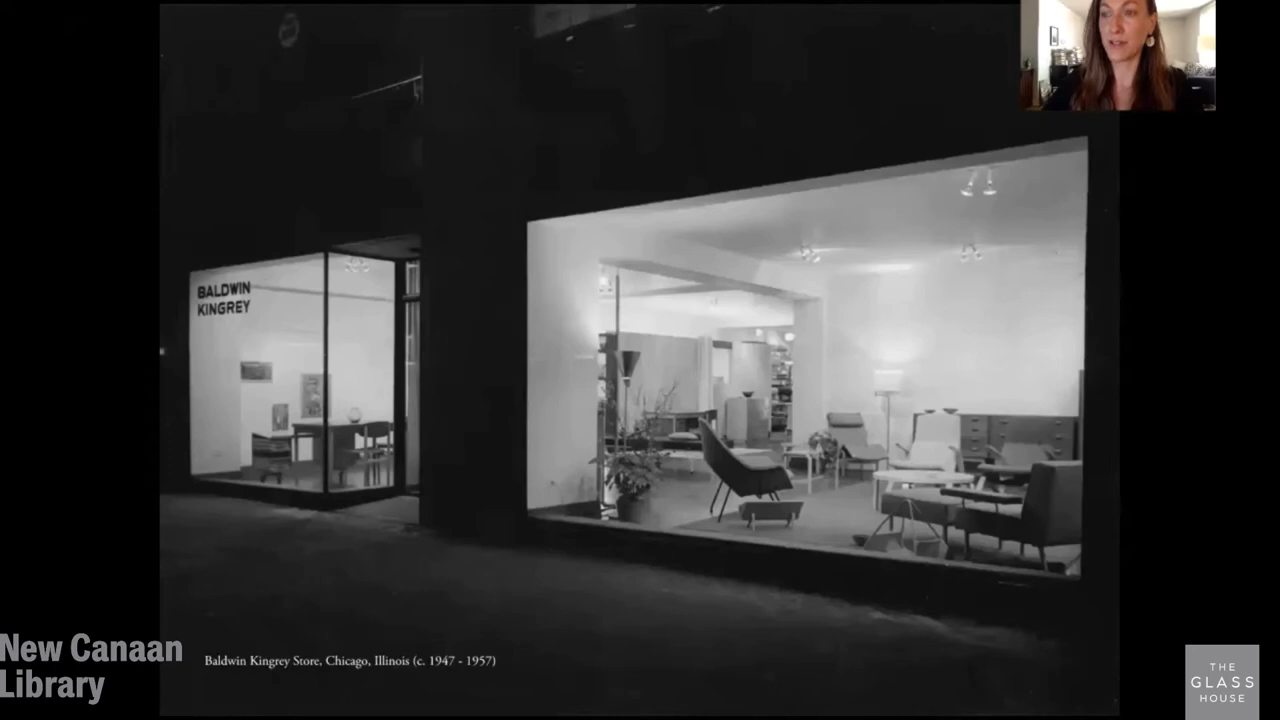 BALDWIN
KINGREY
Baldwin Kingrey Store, Chicago, Illinois (c. 1947 - 1957)
New Canaan
Library
THE
GLASS
HOUSE